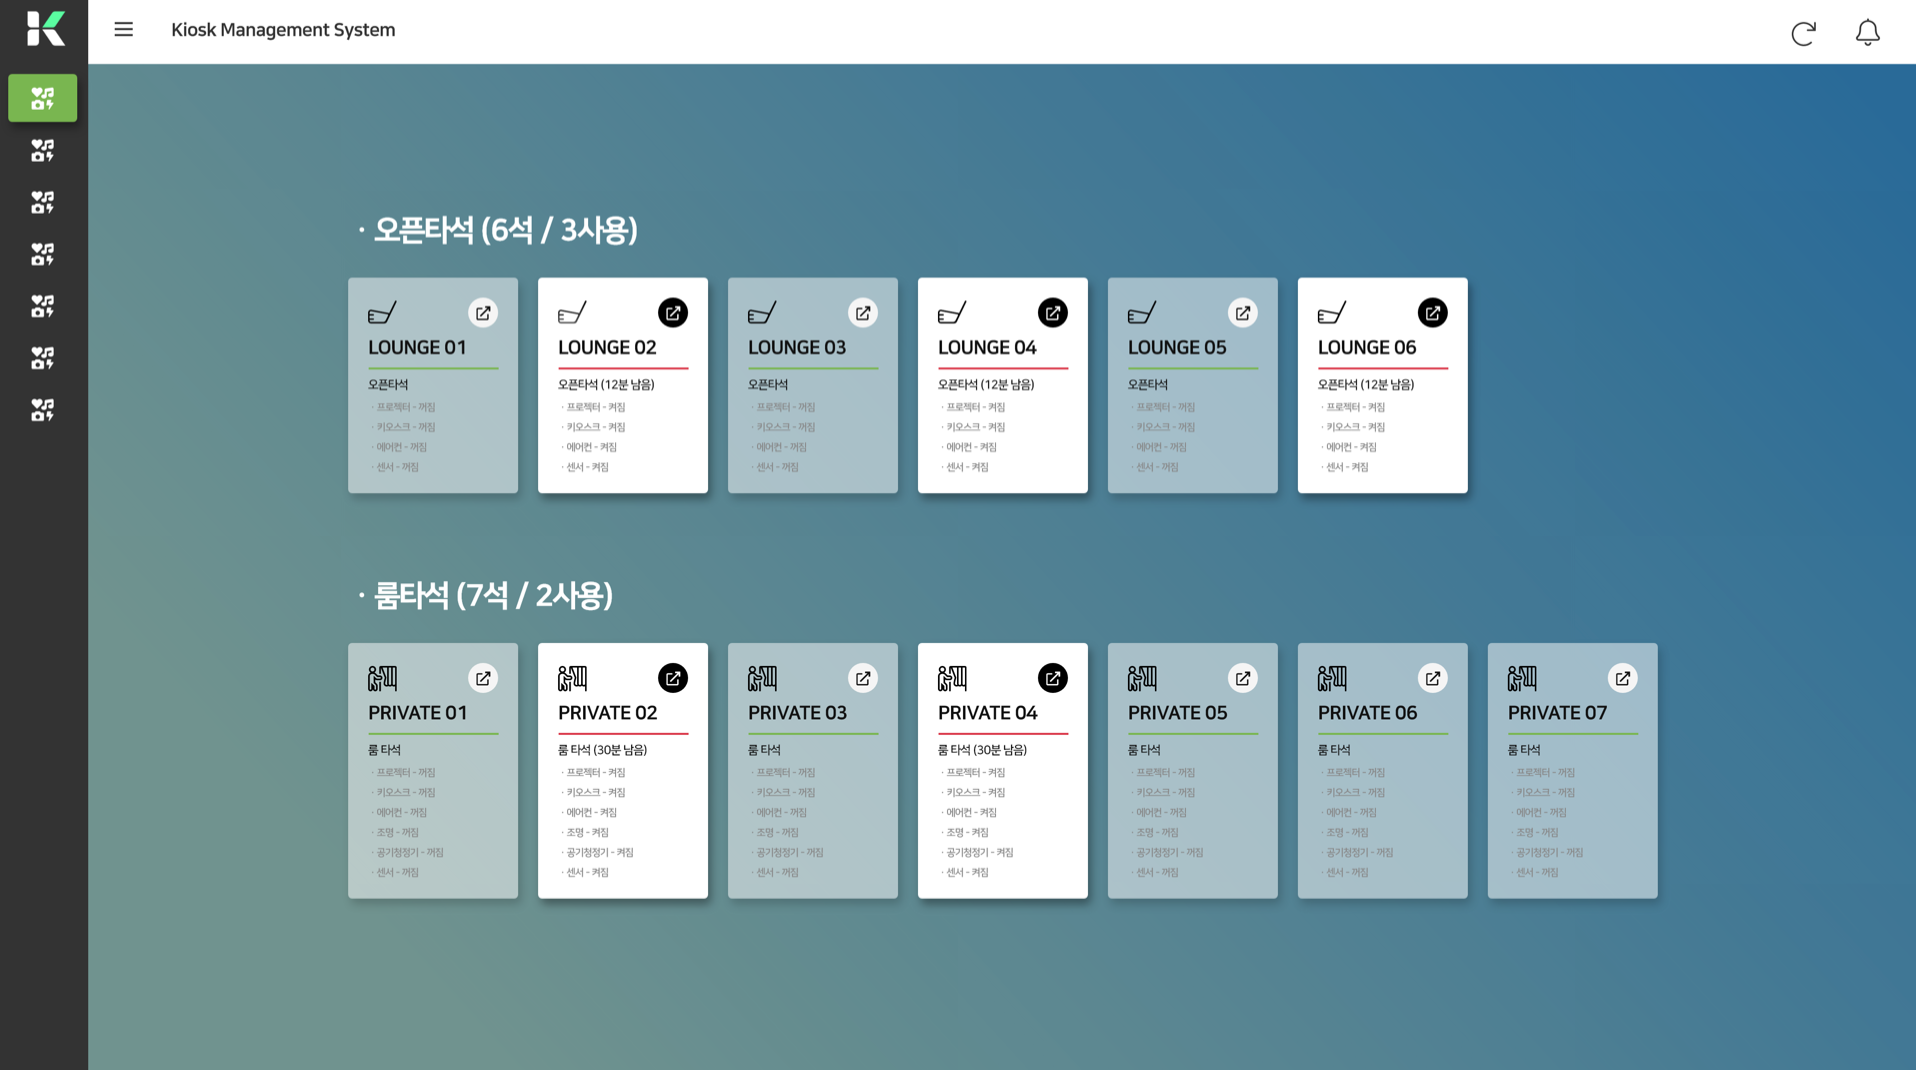 Kiosk Management System
· 오픈타석 (6석 / 3사용)
LOUNGE 01
오픈타석
· 프로젝터 - 꺼짐
· 키오스크 - 꺼짐
· 에어컨 - 꺼짐
· 센서 - 꺼짐
LOUNGE 02
오픈타석 (12분 남음)
· 프로젝터 - 켜짐
· 키오스크 - 켜짐
· 에어컨 - 켜짐
· 센서 - 켜짐
LOUNGE 03
오픈타석
· 프로젝터 - 꺼짐
· 키오스크 - 꺼짐
· 에어컨 - 꺼짐
· 센서 - 꺼짐
LOUNGE 04
오픈타석 (12분 남음)
· 프로젝터 - 켜짐
· 키오스크 - 켜짐
· 에어컨 - 켜짐
· 센서 - 켜짐
LOUNGE 05
오픈타석
· 프로젝터 - 꺼짐
· 키오스크 - 꺼짐
· 에어컨 - 꺼짐
· 센서 - 꺼짐
LOUNGE 06
오픈타석 (12분 남음)
· 프로젝터 - 켜짐
· 키오스크 - 켜짐
· 에어컨 - 켜짐
· 센서 - 켜짐
· 룸타석 (7석 / 2사용)
PRIVATE 01
룸 타석
· 프로젝터 - 꺼짐
· 키오스크 - 꺼짐
· 에어컨 - 꺼짐
· 조명 - 꺼짐
· 공기청정기 - 꺼짐
· 센서 - 꺼짐
PRIVATE 02
룸 타석 (30분 남음)
· 프로젝터 - 켜짐
· 키오스크 - 켜짐
· 에어컨 - 켜짐
· 조명 - 켜짐
· 공기청정기 - 켜짐
· 센서 - 켜짐
PRIVATE 03
룸 타석
· 프로젝터 - 꺼짐
· 키오스크 - 꺼짐
· 에어컨 - 꺼짐
· 조명 - 꺼짐
· 공기청정기 - 꺼짐
· 센서 - 꺼짐
PRIVATE 04
룸 타석 (30분 남음)
· 프로젝터 - 켜짐
· 키오스크 - 켜짐
· 에어컨 - 켜짐
· 조명 - 켜짐
· 공기청정기 - 켜짐
· 센서 - 켜짐
PRIVATE 05
룸 타석
· 프로젝터 - 꺼짐
· 키오스크 - 꺼짐
· 에어컨 - 꺼짐
· 조명 - 꺼짐
· 공기청정기 - 꺼짐
· 센서 - 꺼짐
PRIVATE 06
룸 타석
· 프로젝터 - 꺼짐
· 키오스크 - 꺼짐
· 에어컨 - 꺼짐
· 조명 - 꺼짐
· 공기청정기 - 꺼짐
· 센서 - 꺼짐
PRIVATE 07
룸 타석
· 프로젝터 - 꺼짐
· 키오스크 - 꺼짐
· 에어컨 - 꺼짐
· 조명 - 꺼짐
· 공기청정기 - 꺼짐
· 센서 - 꺼짐